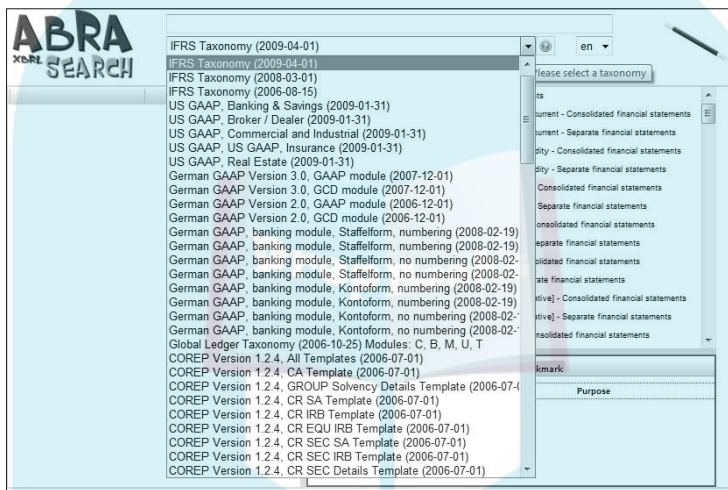 ABRA
XBRL SEARCH
IFRS Taxonomy (2009-04-01)
en
Please select a taxonomy
IFRS Taxonomy (2009-04-01)
IFRS Taxonomy (2008-03-01)
IFRS Taxonomy (2006-08-15)
US GAAP, Banking & Savings (2009-01-31)
US GAAP, Broker / Dealer (2009-01-31)
US GAAP, Commercial and Industrial (2009-01-31)
US GAAP, US GAAP, Insurance (2009-01-31)
US GAAP, Real Estate (2009-01-31)
German GAAP Version 3.0, GAAP module (2007-12-01)
German GAAP Version 3.0, GCD module (2007-12-01)
German GAAP Version 2.0, GAAP module (2006-12-01)
German GAAP Version 2.0, GCD module (2006-12-01)
German GAAP, banking module, Staffelform, numbering (2008-02-19)
German GAAP, banking module, Staffelform, numbering (2008-02-19)
German GAAP, banking module, Staffelform, no numbering (2008-02-
German GAAP, banking module, Staffelform, no numbering (2008-02-
German GAAP, banking module, Kontoform, numbering (2008-02-19)
German GAAP, banking module, Kontoform, numbering (2008-02-19)
German GAAP, banking module, Kontoform, no numbering (2008-02-
German GAAP, banking module, Kontoform, no numbering (2008-02-
Global Ledger Taxonomy (2006-10-25) Modules: C, B, M, U, T
COREP Version 1.2.4, All Templates (2006-07-01)
COREP Version 1.2.4, CA Template (2006-07-01)
COREP Version 1.2.4, GROUP Solvency Details Template (2006-07-
COREP Version 1.2.4, CR SA Template (2006-07-01)
COREP Version 1.2.4, CR IRB Template (2006-07-01)
COREP Version 1.2.4, CR EQU IRB Template (2006-07-01)
COREP Version 1.2.4, CR SEC SA Template (2006-07-01)
COREP Version 1.2.4, CR SEC IRB Template (2006-07-01)
COREP Version 1.2.4, CR SEC Details Template (2006-07-01)
nts
urrent - Consolidated financial statements
urrent - Separate financial statements
dity - Consolidated financial statements
dity - Separate financial statements
Consolidated financial statements
Separate financial statements
onsolidated financial statements
eparate financial statements
olidated financial statements
rate financial statements
ative] - Consolidated financial statements
ative] - Separate financial statements
nsolidated financial statements
kmark
Purpose